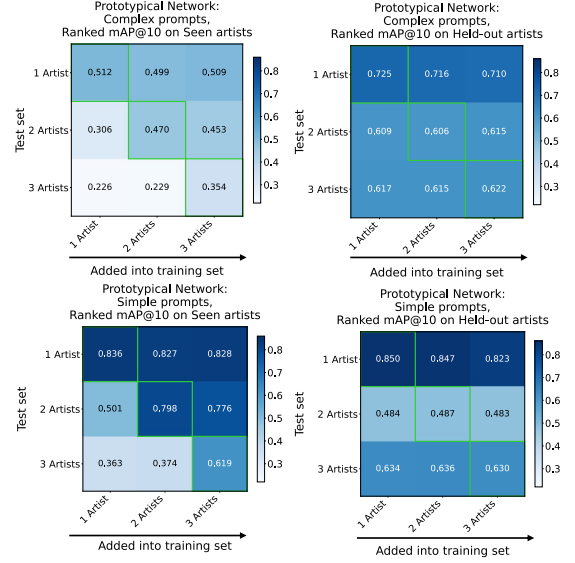 Prototypical Network:
Complex prompts,
Ranked mAP@10 on Seen artists
Test set
1 Artist
0.512
0.499
0.509
2 Artists
0.306
0.470
0.453
3 Artists
0.226
0.229
0.354
1 Artist
2 Artists
3 Artists
Added into training set
0.8
0.7
0.6
0.5
0.4
0.3
Prototypical Network:
Complex prompts,
Ranked mAP@10 on Held-out artists
Test set
1 Artist
0.725
0.716
0.710
2 Artists
0.609
0.606
0.615
3 Artists
0.617
0.615
0.622
1 Artist
2 Artists
3 Artists
Added into training set
0.8
0.7
0.6
0.5
0.4
0.3
Prototypical Network:
Simple prompts,
Ranked mAP@10 on Seen artists
Test set
1 Artist
0.836
0.827
0.828
2 Artists
0.501
0.798
0.776
3 Artists
0.363
0.374
0.619
1 Artist
2 Artists
3 Artists
Added into training set
0.8
0.7
0.6
0.5
0.4
0.3
Prototypical Network:
Simple prompts,
Ranked mAP@10 on Held-out artists
Test set
1 Artist
0.850
0.847
0.823
2 Artists
0.484
0.487
0.483
3 Artists
0.634
0.636
0.630
1 Artist
2 Artists
3 Artists
Added into training set
0.8
0.7
0.6
0.5
0.4
0.3